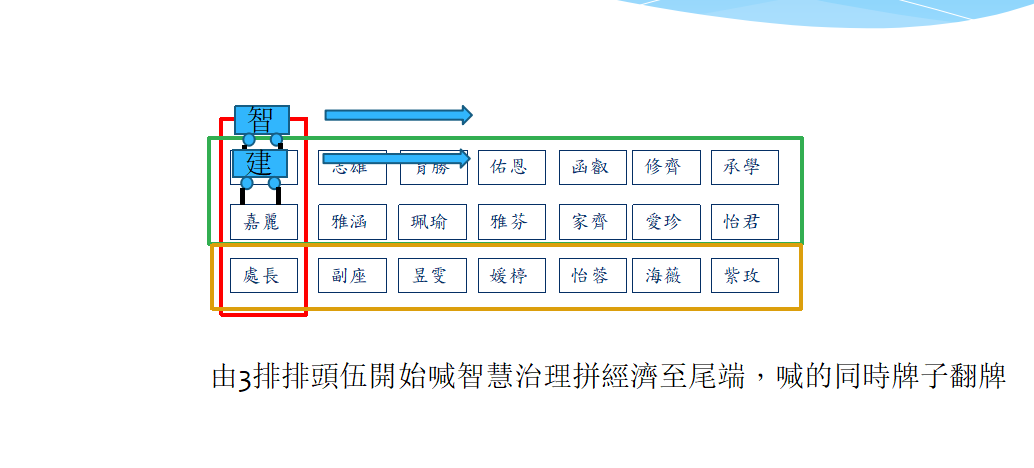 智
建
志雄 育勝 佑恩 函叡 修齊 承學
嘉麗 雅涵 珮瑜 雅芬 家齊 愛珍 怡君
處長 副座 昱雯 媛楟 怡蓉 海薇 紫玫
由3排排頭伍開始喊智慧治理拼經濟至尾端，喊的同時牌子翻牌